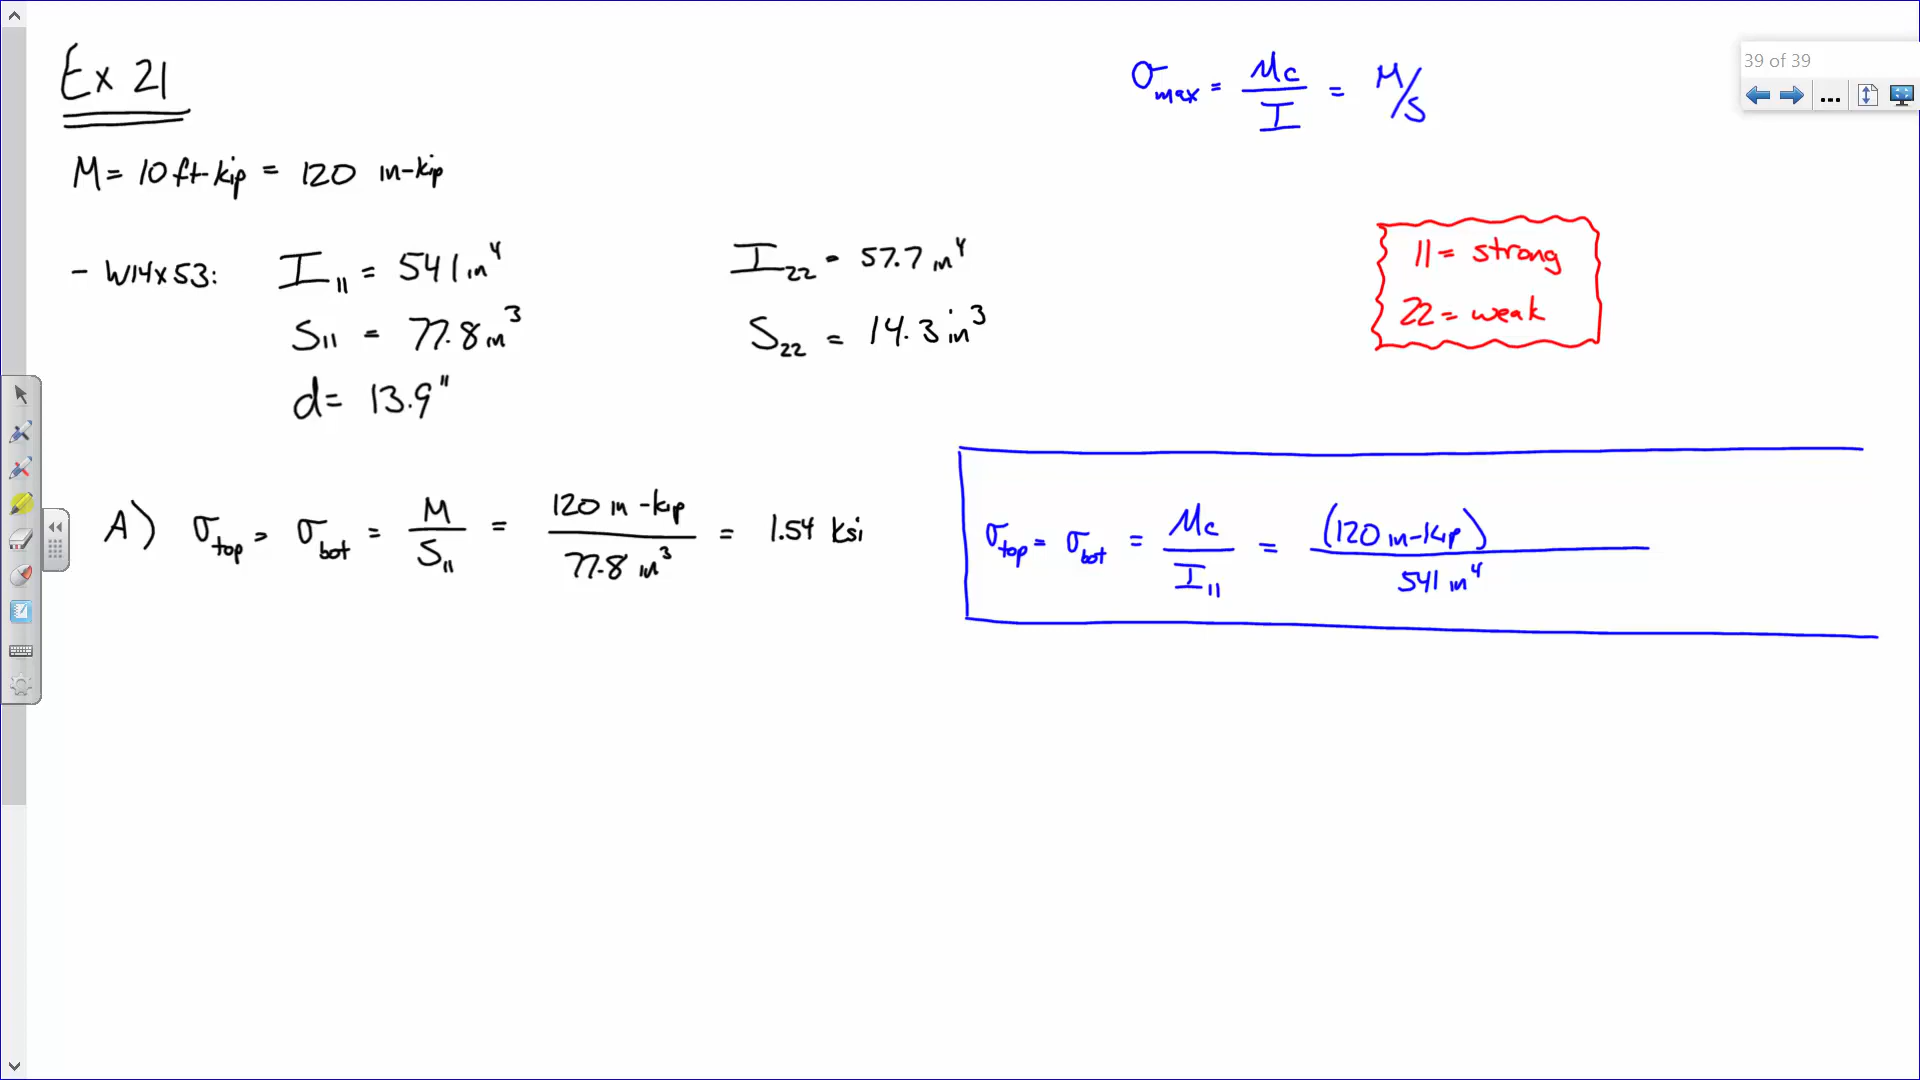 Ex 21
σmax = Mc/I = M/S
39 of 39
M = 10 ft-kip = 120 in-kip
- W14x53: I11 = 541 in⁴
S11 = 77.8 in³
d = 13.9"
I22 = 57.7 in⁴
S22 = 14.3 in³
11 = strong
22 = weak
A) σtop = σbot = M/S11 = 120 in-kip / 77.8 in³ = 1.54 ksi
σtop = σbot = Mc/I11 = (120 in-kip) / 541 in⁴